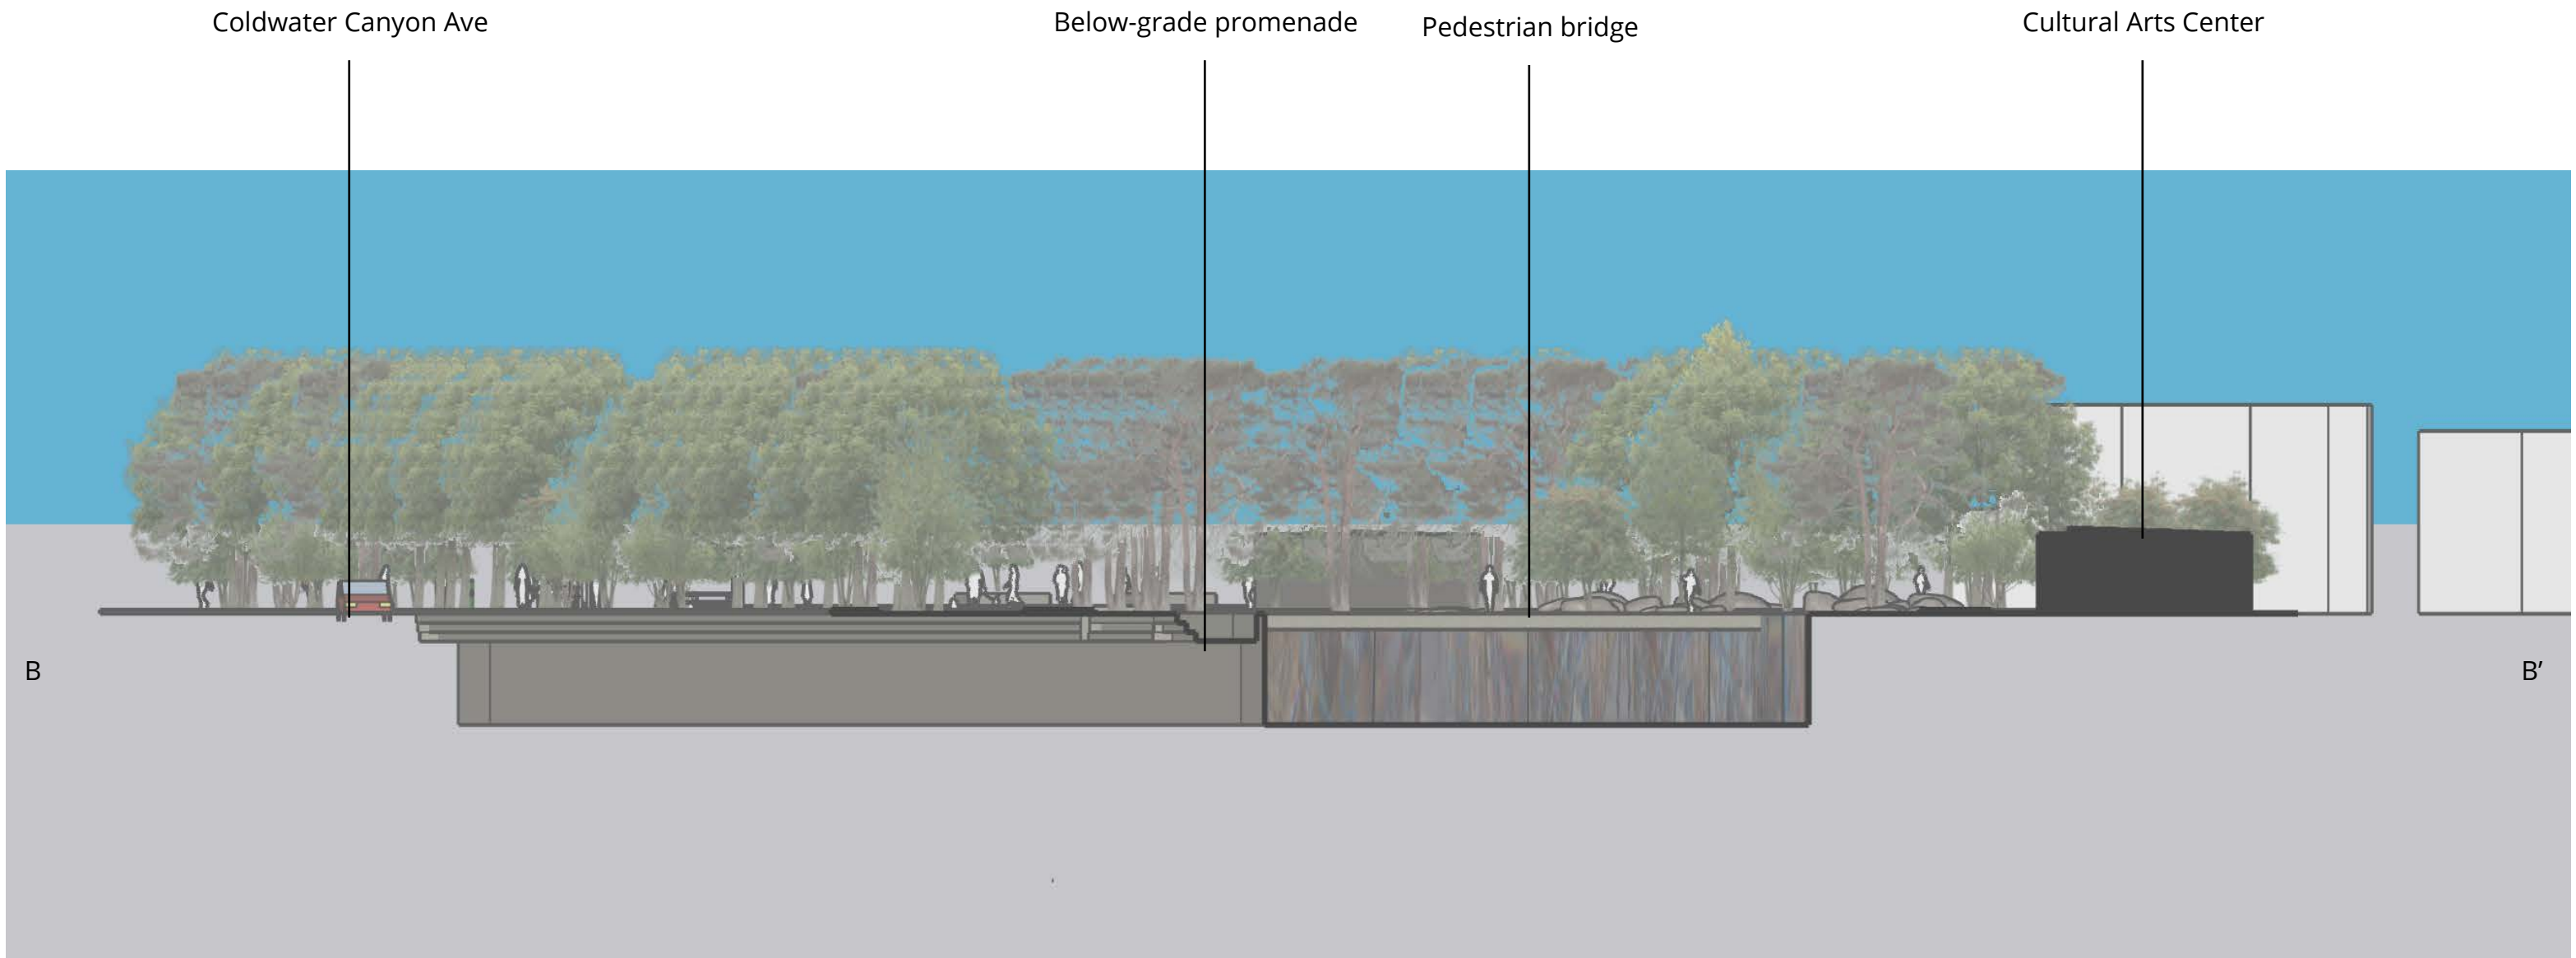 Coldwater Canyon Ave
Below-grade promenade
Pedestrian bridge
Cultural Arts Center
B
B’